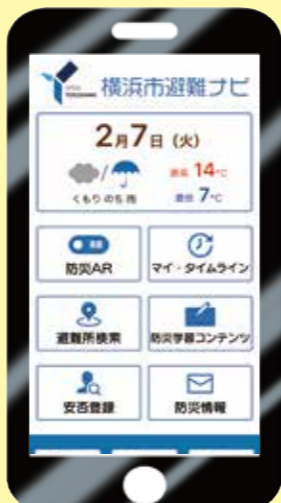 横浜市避難ナビ
2月7日（火）
最高 14℃
くもりのち雨
最低 7℃
防災AR
マイ・タイムライン
避難所検索
防災学習コンテンツ
安否登録
防災情報